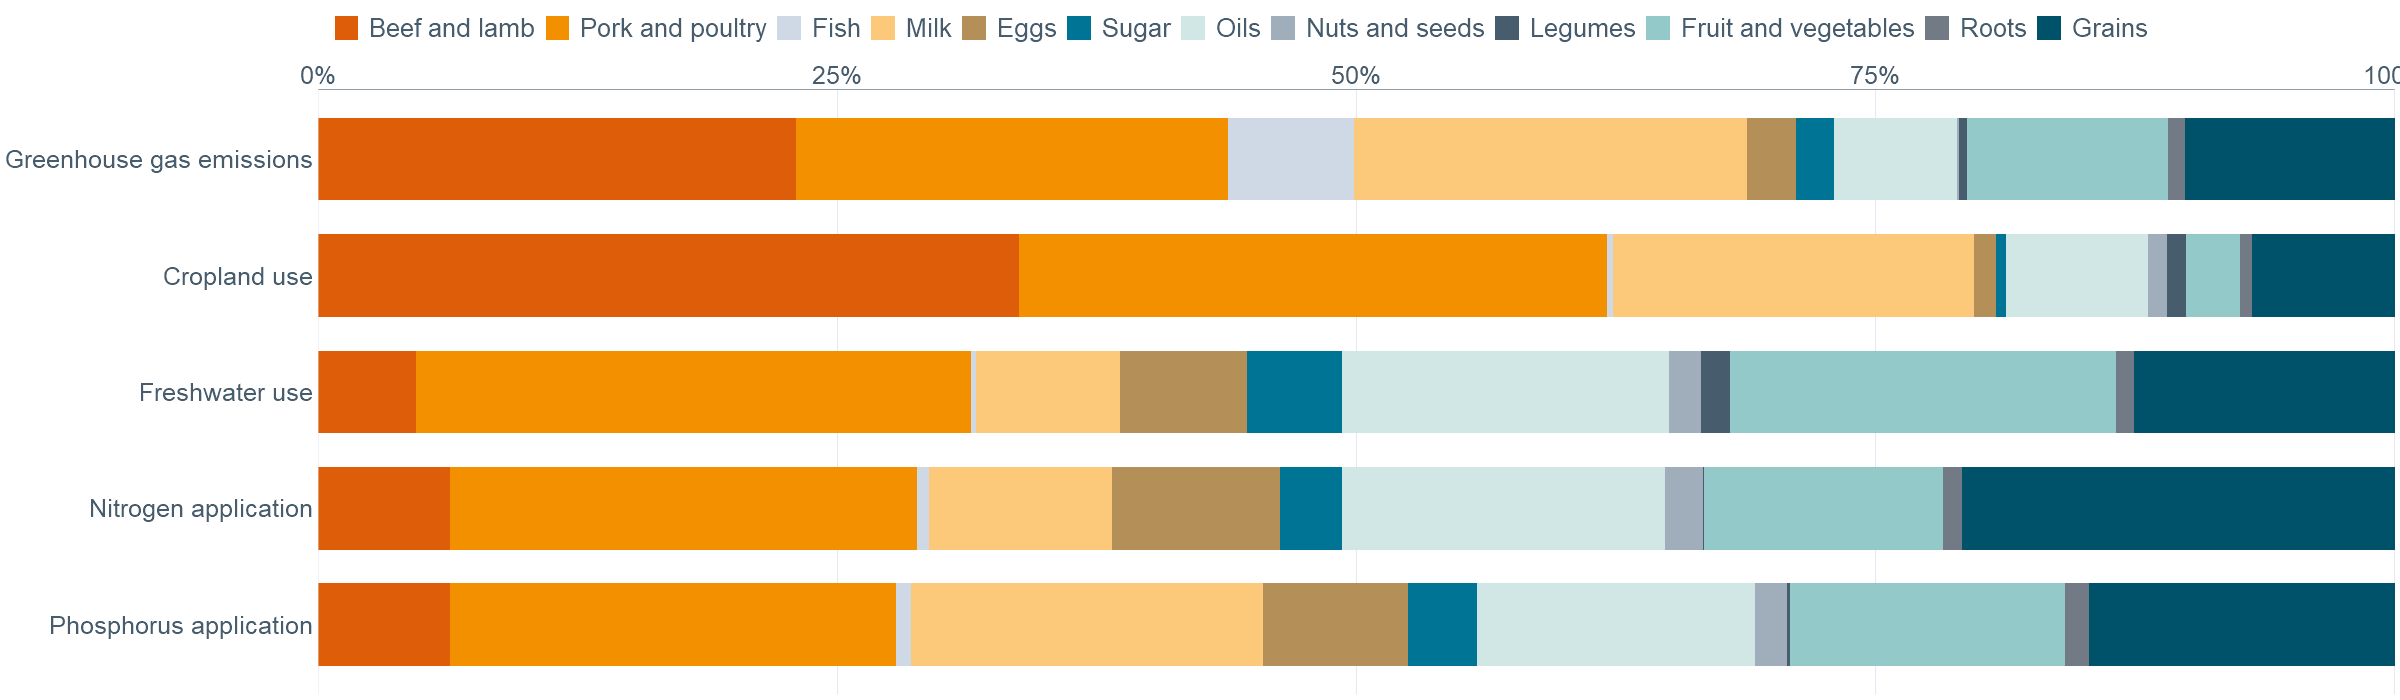 Beef and lamb Pork and poultry Fish Milk Eggs Sugar Oils Nuts and seeds Legumes Fruit and vegetables Roots Grains
0% 25% 50% 75% 100
Greenhouse gas emissions
Cropland use
Freshwater use
Nitrogen application
Phosphorus application